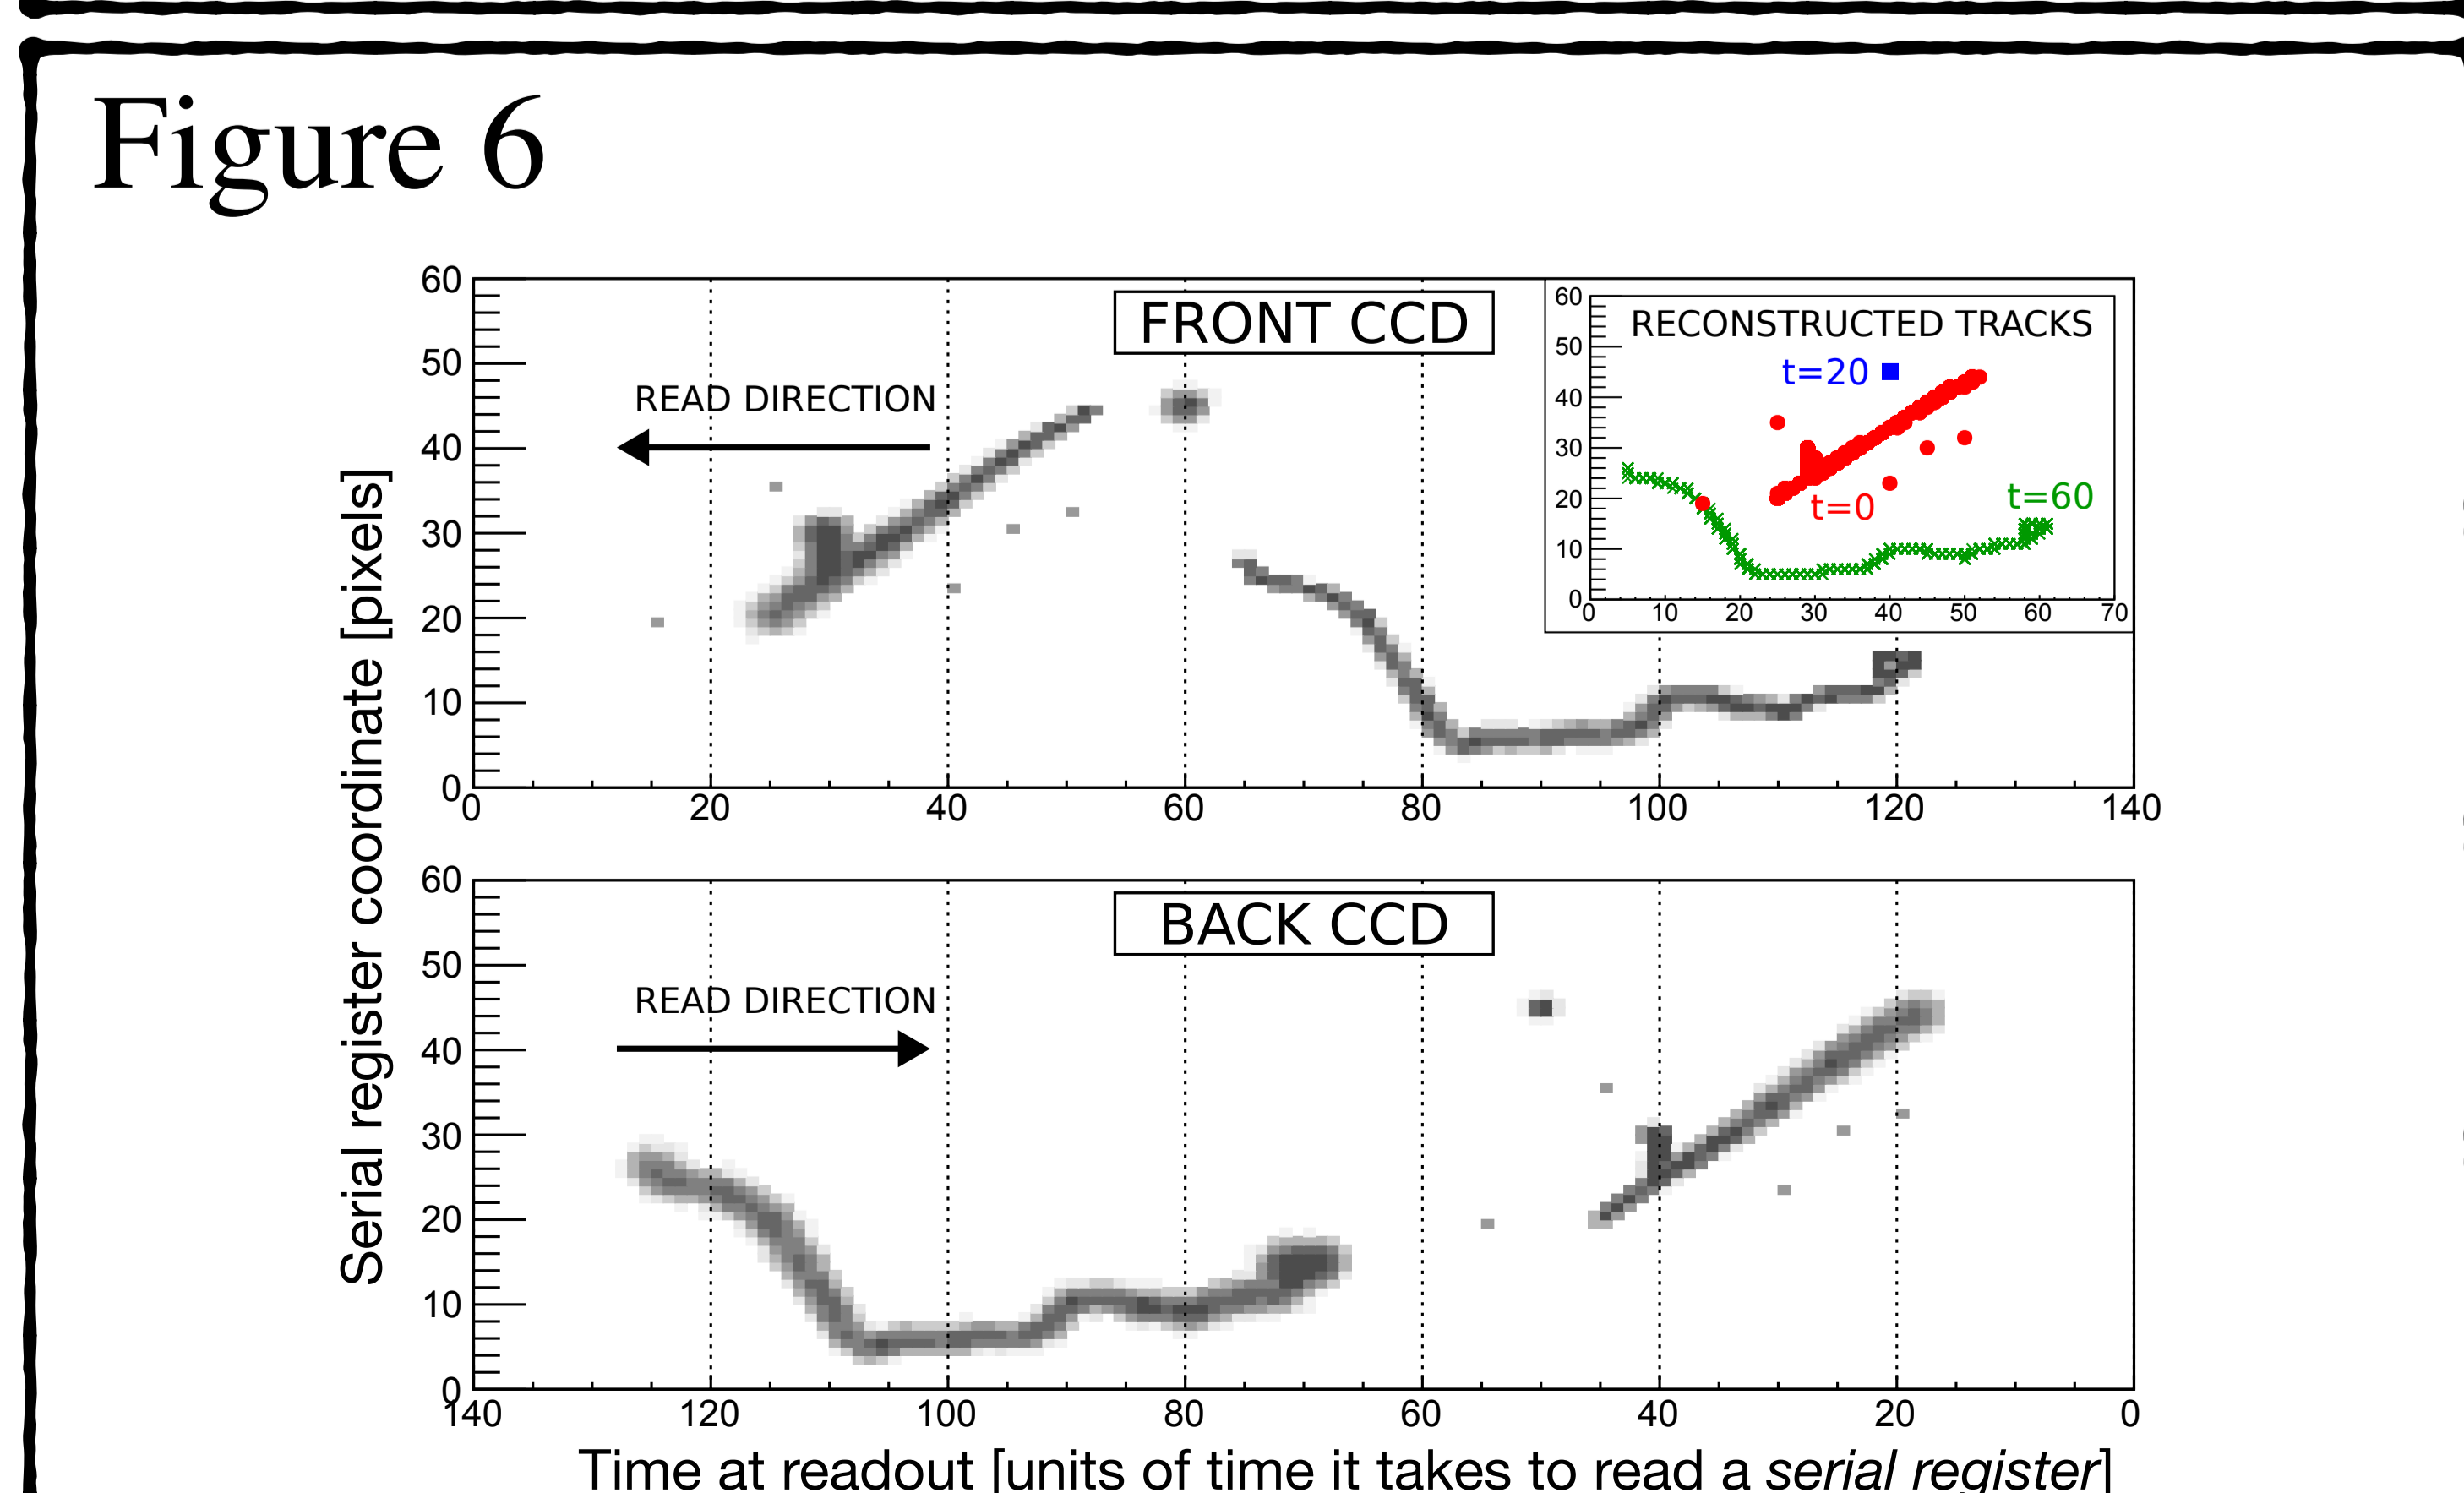 Figure 6
60
50
40
30
20
10
0
Serial register coordinate [pixels]
FRONT CCD
READ DIRECTION
0 20 40 60 80 100 120 140
60
50
40
30
20
10
0
RECONSTRUCTED TRACKS
t=20
t=0
t=60
0 10 20 30 40 50 60 70
60
50
40
30
20
10
0
BACK CCD
READ DIRECTION
140 120 100 80 60 40 20 0
Time at readout [units of time it takes to read a serial register]